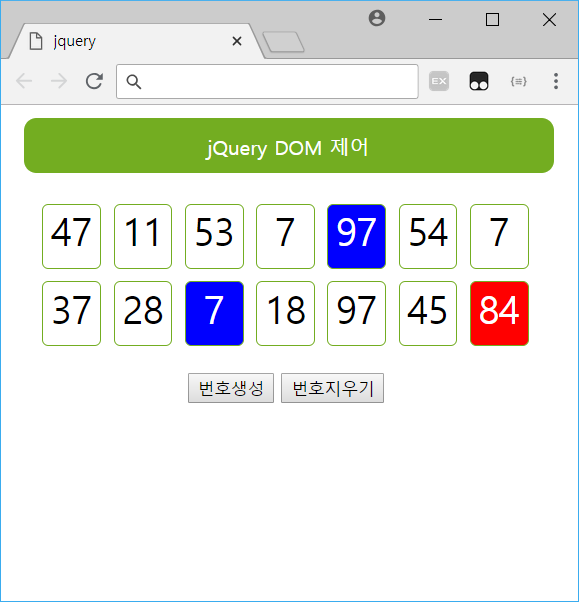 jquery
EX
{≡}
jQuery DOM 제어
47 11 53 7 97 54 7
37 28 7 18 97 45 84
번호생성 번호지우기